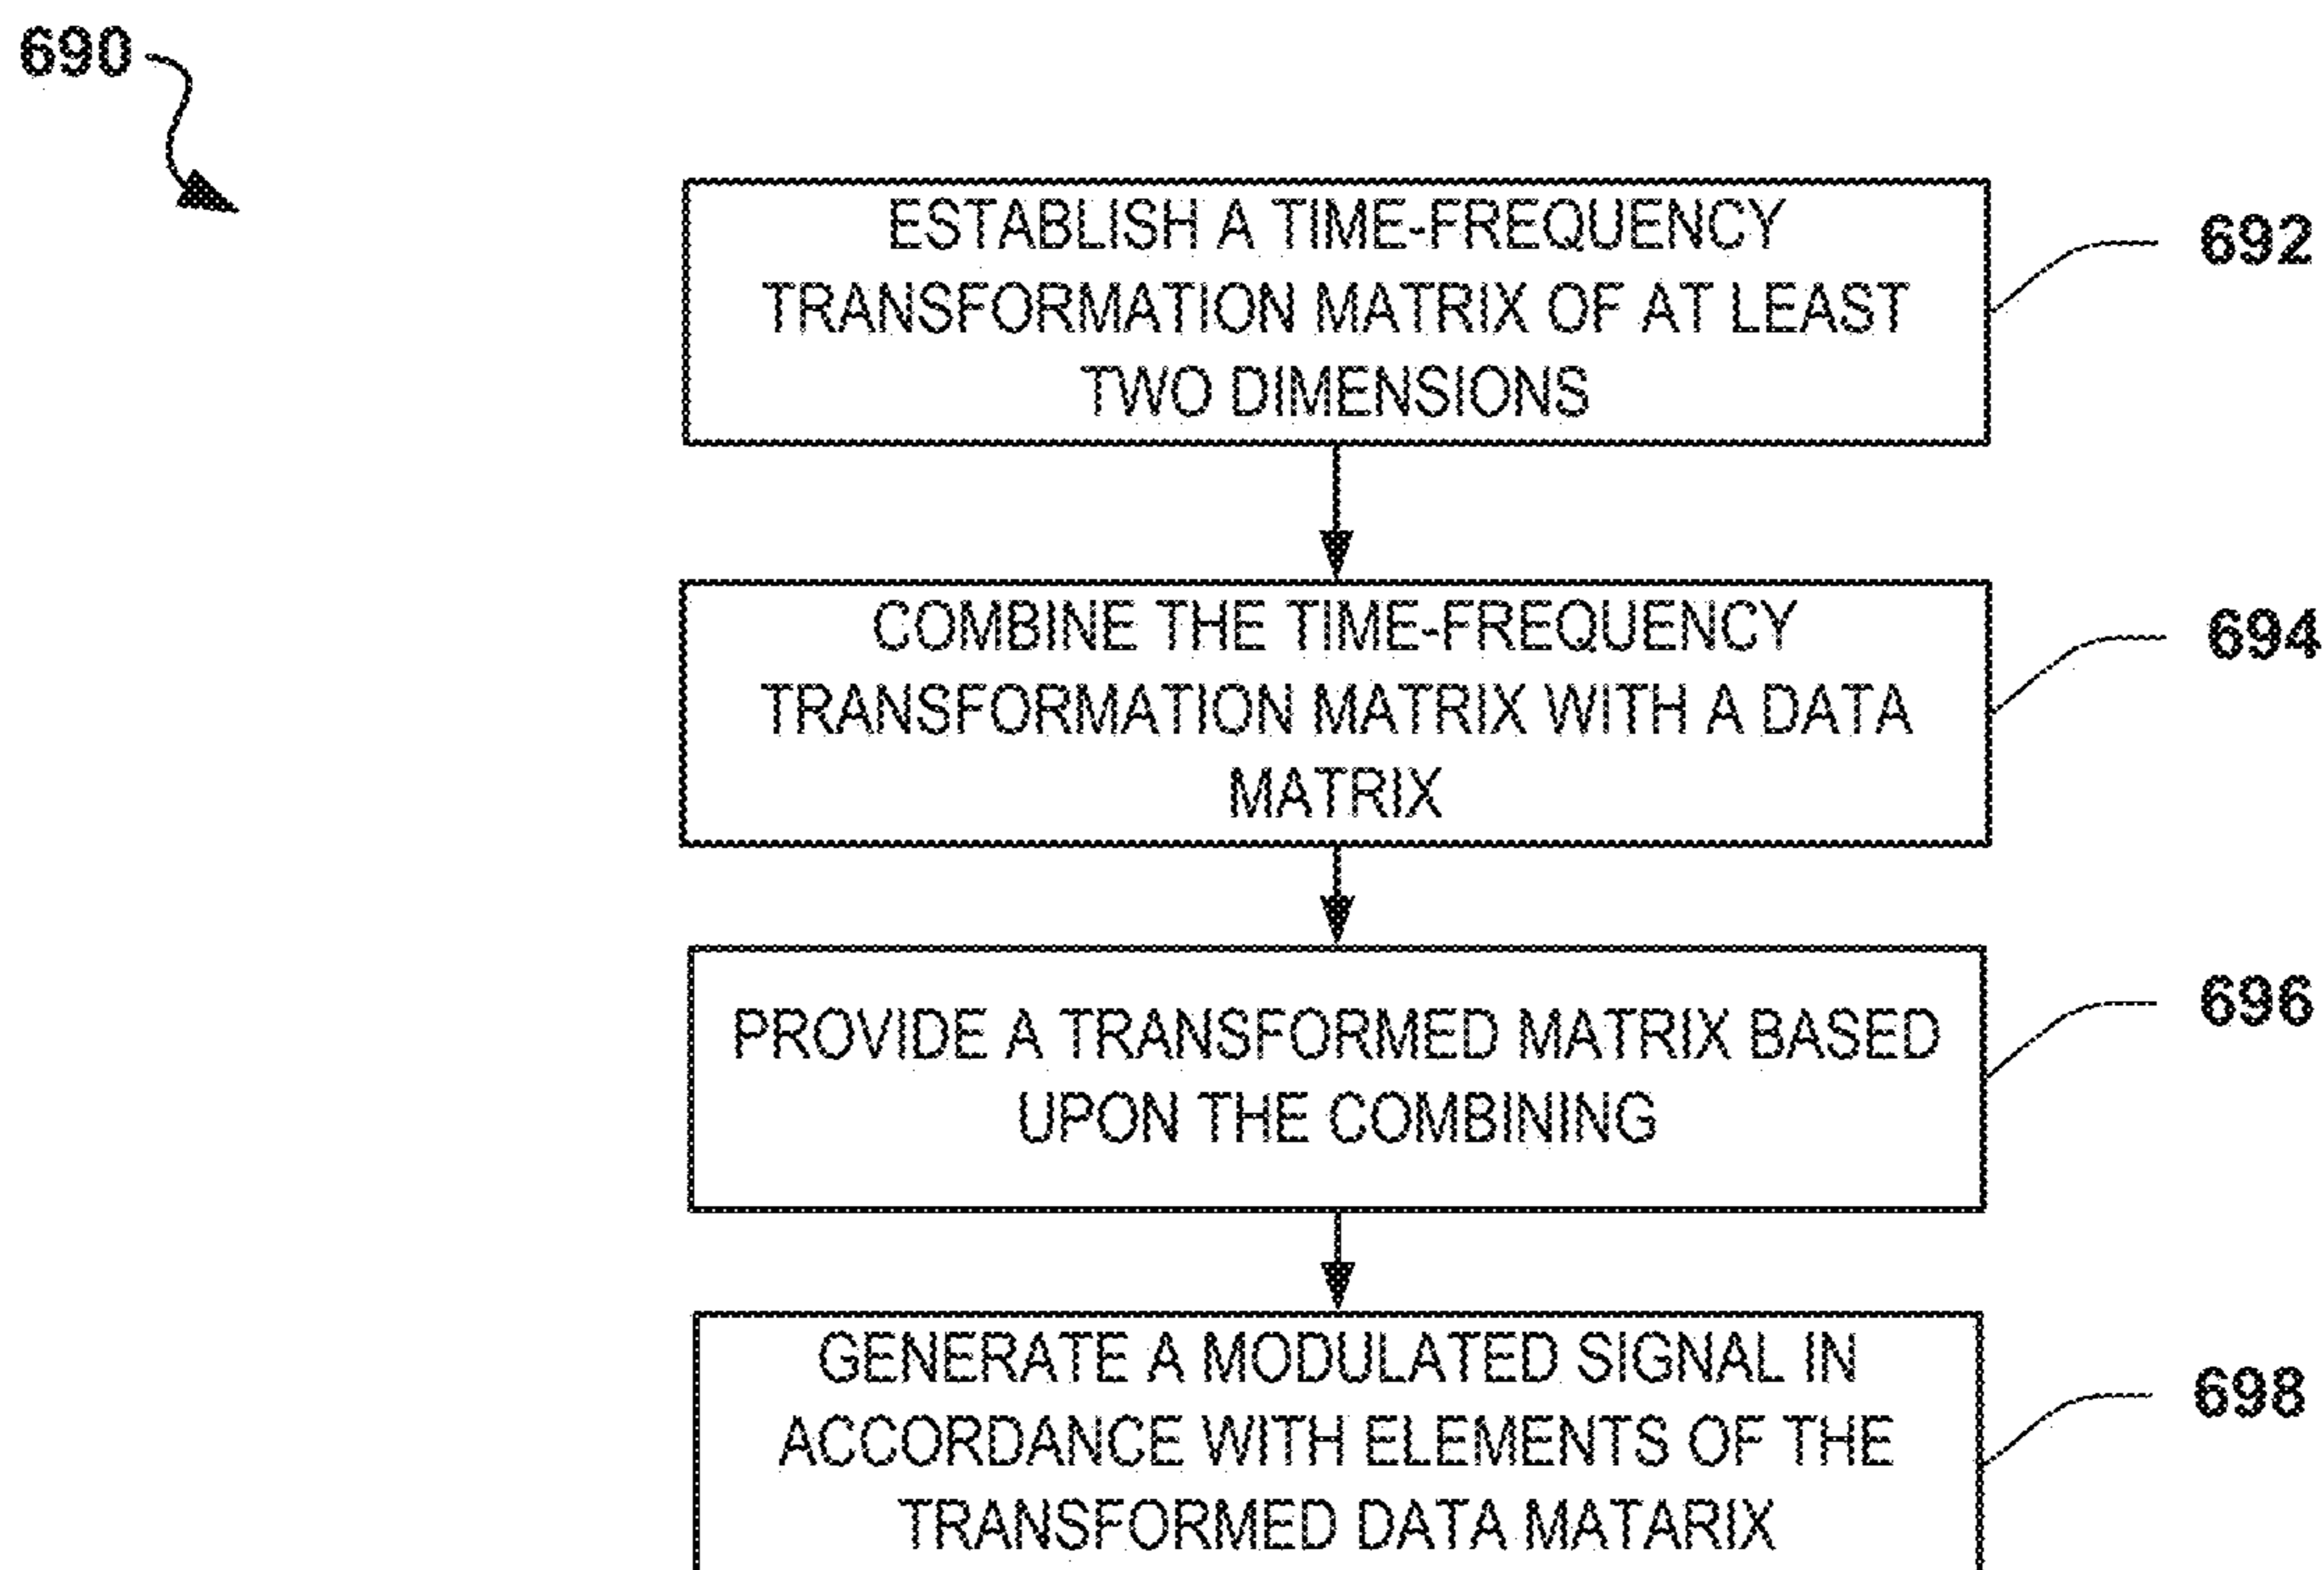 690
ESTABLISH A TIME-FREQUENCY
TRANSFORMATION MATRIX OF AT LEAST
TWO DIMENSIONS
692
COMBINE THE TIME-FREQUENCY
TRANSFORMATION MATRIX WITH A DATA
MATRIX
694
PROVIDE A TRANSFORMED MATRIX BASED
UPON THE COMBINING
696
GENERATE A MODULATED SIGNAL IN
ACCORDANCE WITH ELEMENTS OF THE
TRANSFORMED DATA MATARIX
698